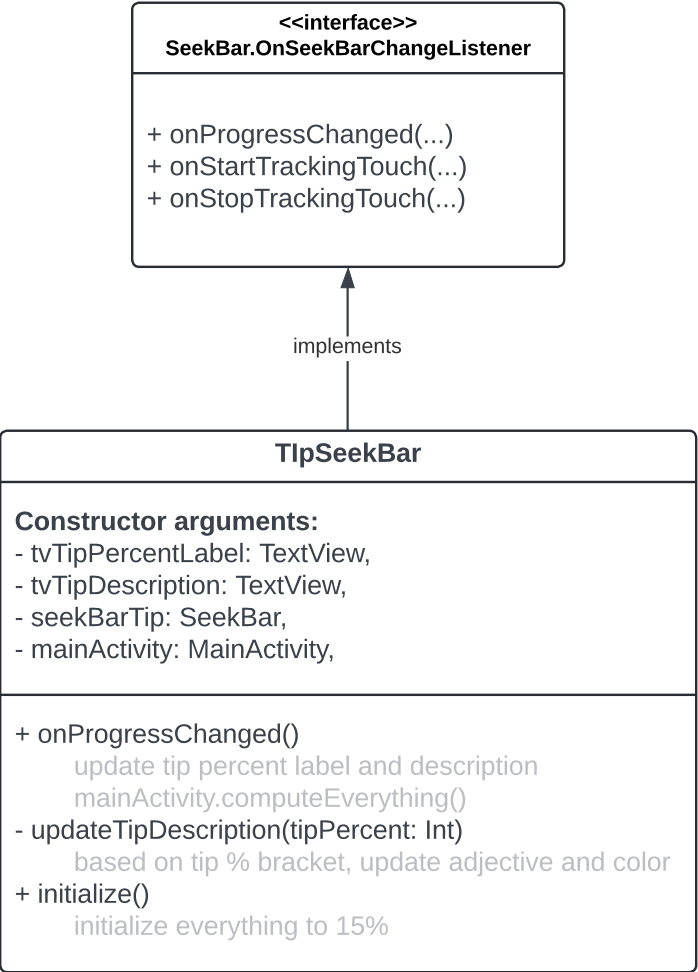 <<interface>>
SeekBar.OnSeekBarChangeListener
+ onProgressChanged(...)
+ onStartTrackingTouch(...)
+ onStopTrackingTouch(...)
implements
TIpSeekBar
Constructor arguments:
- tvTipPercentLabel: TextView,
- tvTipDescription: TextView,
- seekBarTip: SeekBar,
- mainActivity: MainActivity,
+ onProgressChanged()
update tip percent label and description
mainActivity.computeEverything()
- updateTipDescription(tipPercent: Int)
based on tip % bracket, update adjective and color
+ initialize()
initialize everything to 15%